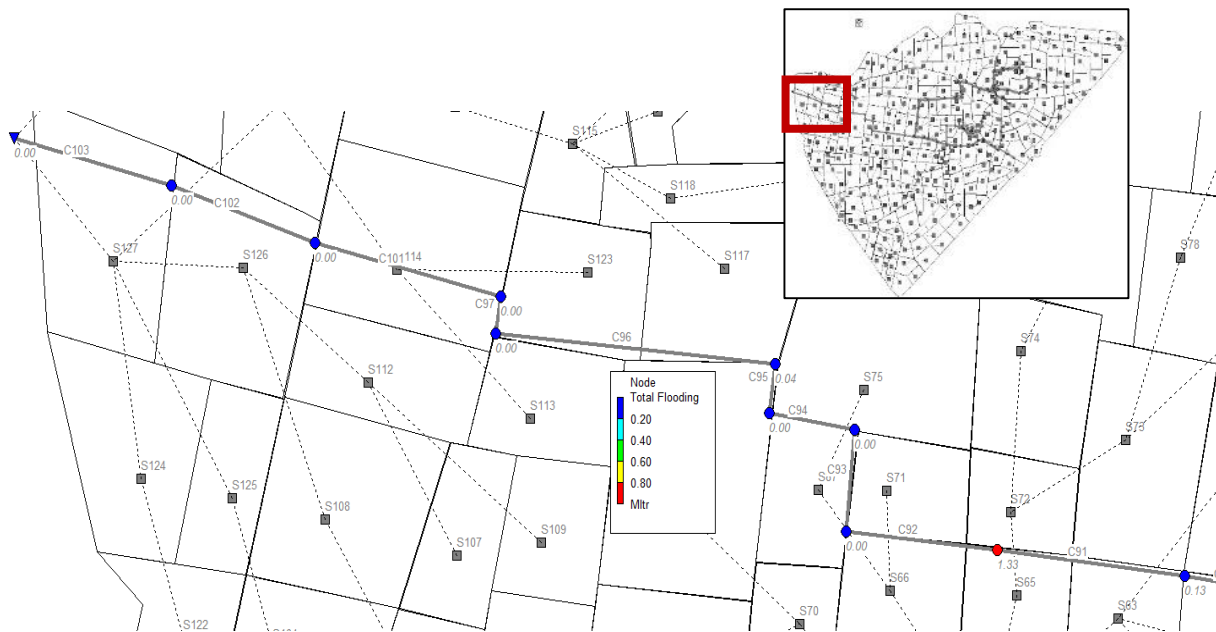 S115
C103
S118
0.00
C102
0.00
S127
S126
0.00
C101
114
S123
S117
S78
C97
0.00
C96
0.00
S74
C95
0.04
Node
Total Flooding
0.20
0.40
0.60
0.80
Mltr
S112
S75
C94
0.00
0.00
S113
S73
C93
S124
S125
S71
S72
S108
C92
S109
S107
0.00
C91
1.33
0.13
S66
S65
S63
S70
S122